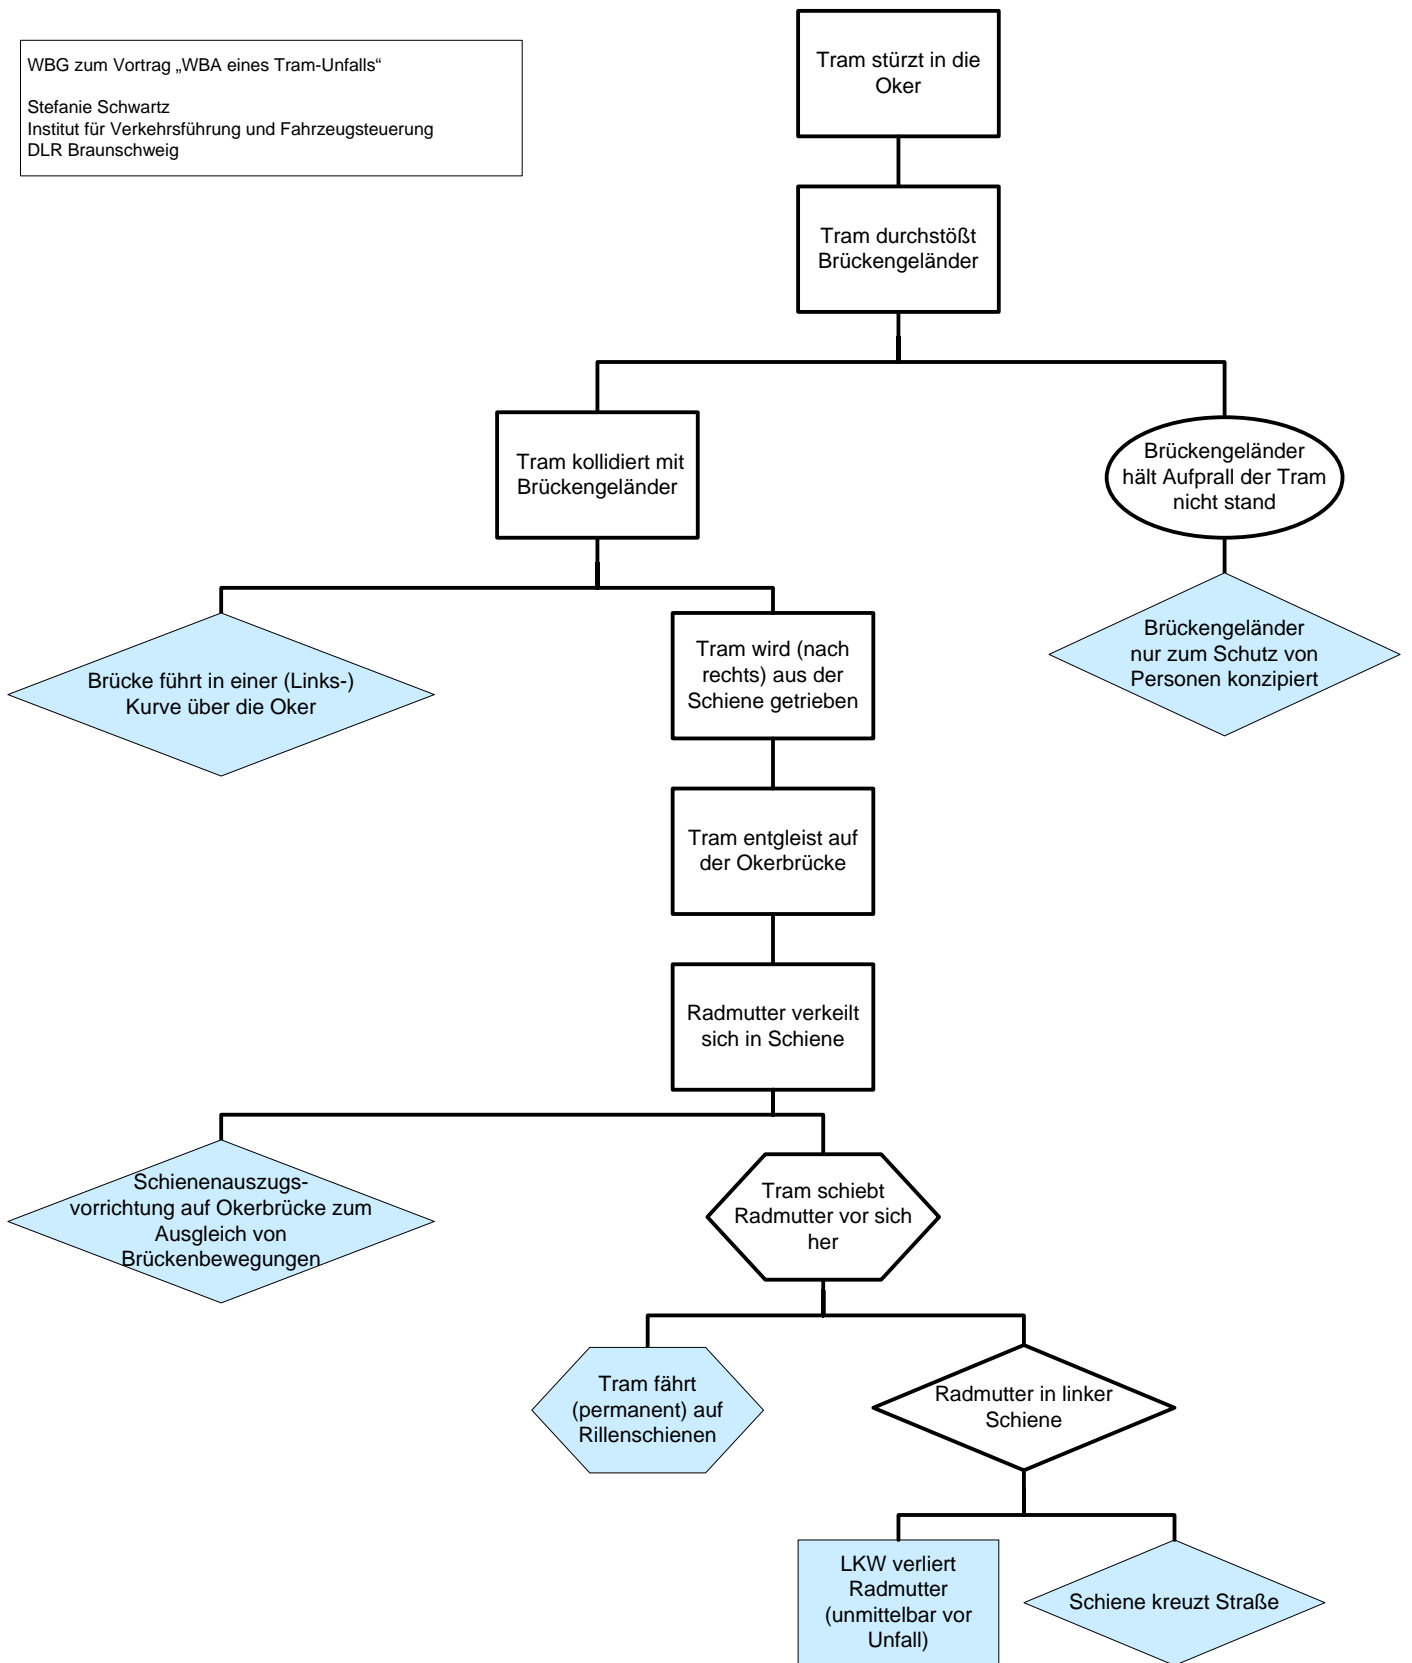 WBG zum Vortrag „WBA eines Tram-Unfalls“
Stefanie Schwartz
Institut für Verkehrsführung und Fahrzeugsteuerung
DLR Braunschweig
Tram stürzt in die
Oker
Tram durchstößt
Brückengeländer
Tram kollidiert mit
Brückengeländer
Brückengeländer
hält Aufprall der Tram
nicht stand
Brücke führt in einer (Links-)
Kurve über die Oker
Tram wird (nach
rechts) aus der
Schiene getrieben
Brückengeländer
nur zum Schutz von
Personen konzipiert
Tram entgleist auf
der Okerbrücke
Radmutter verkeilt
sich in Schiene
Schienenauszugs-
vorrichtung auf Okerbrücke zum
Ausgleich von
Brückenbewegungen
Tram schiebt
Radmutter vor sich
her
Tram fährt
(permanent) auf
Rillenschienen
Radmutter in linker
Schiene
LKW verliert
Radmutter
(unmittelbar vor
Unfall)
Schiene kreuzt Straße